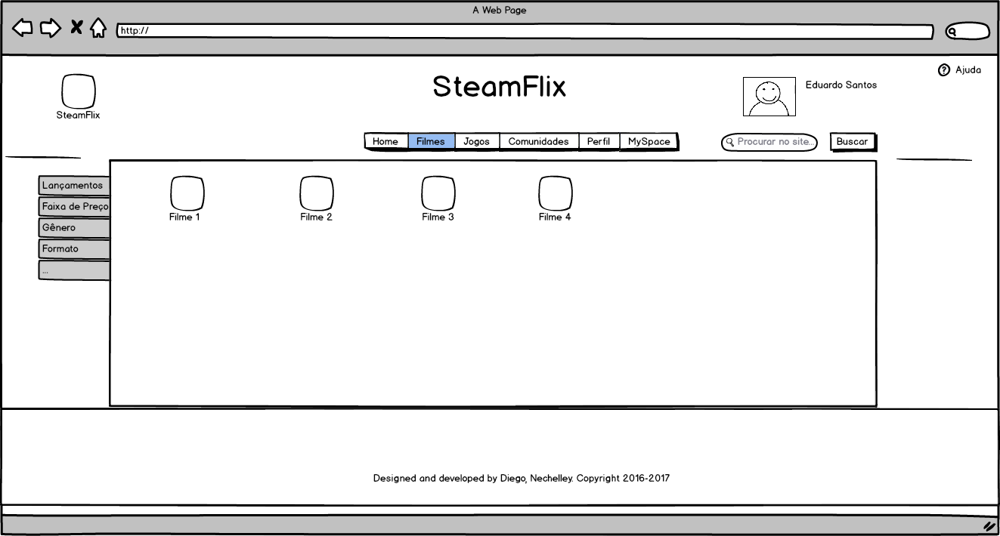 A Web Page
http://
Ajuda
SteamFlix
Eduardo Santos
SteamFlix
Home Filmes Jogos Comunidades Perfil MySpace
Procurar no site...
Buscar
Lançamentos
Faixa de Preço
Gênero
Formato
...
Filme 1
Filme 2
Filme 3
Filme 4
Designed and developed by Diego, Nechelley. Copyright 2016-2017